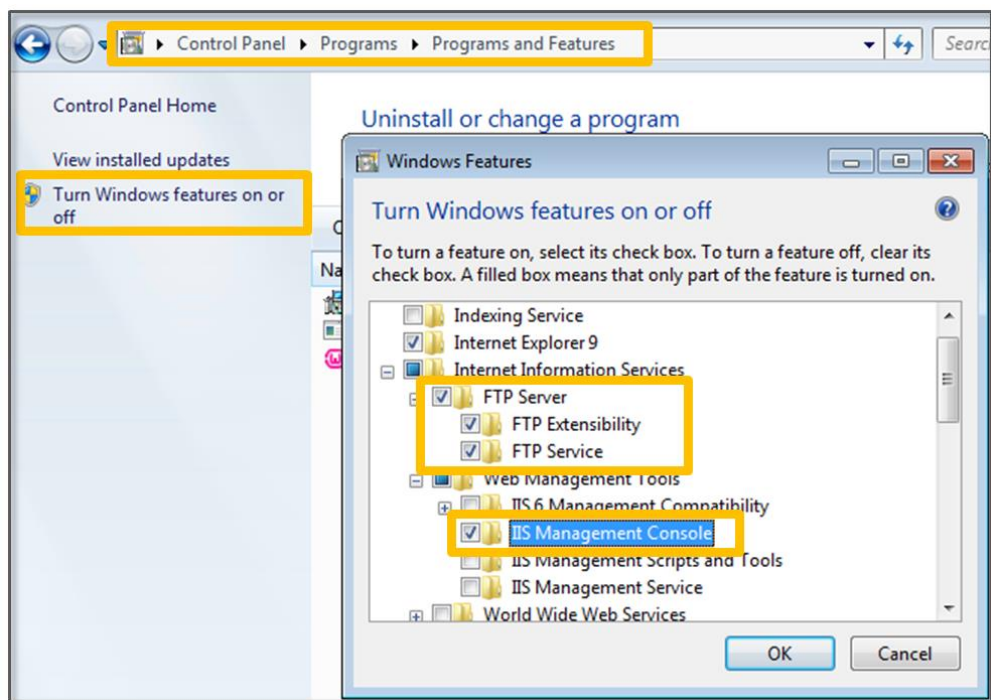 Control Panel Programs Programs and Features
Searc
Control Panel Home
View installed updates
Turn Windows features on or
off
Uninstall or change a program
Na
Windows Features
Turn Windows features on or off
To turn a feature on, select its check box. To turn a feature off, clear its
check box. A filled box means that only part of the feature is turned on.
Indexing Service
Internet Explorer 9
Internet Information Services
FTP Server
FTP Extensibility
FTP Service
Web Management Tools
IIS 6 Management Compatibility
IIS Management Console
IIS Management Scripts and Tools
IIS Management Service
World Wide Web Services
OK Cancel